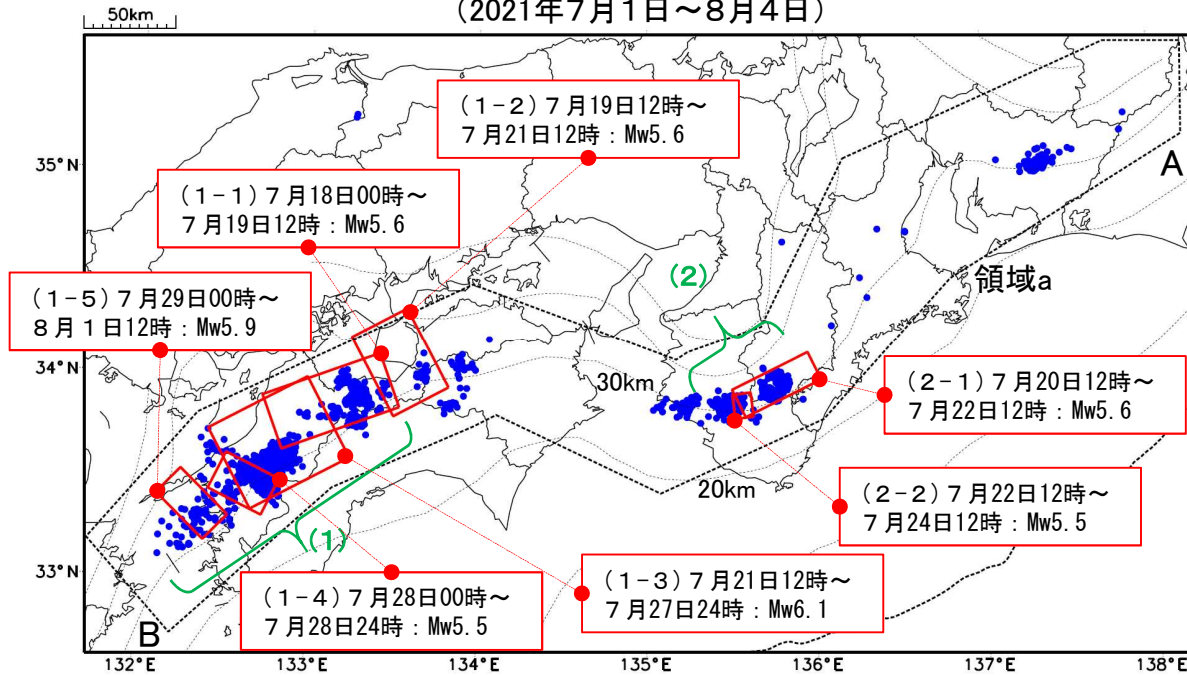 (2021年7月1日～8月4日)
50km
(1-2)7月19日12時～
7月21日12時：Mw5.6
35°N
A
(1-1)7月18日00時～
7月19日12時：Mw5.6
(2)
領域a
(1-5)7月29日00時～
8月1日12時：Mw5.9
34°N
30km
(2-1)7月20日12時～
7月22日12時：Mw5.6
20km
(2-2)7月22日12時～
7月24日12時：Mw5.5
(1)
33°N
(1-3)7月21日12時～
7月27日24時：Mw6.1
(1-4)7月28日00時～
7月28日24時：Mw5.5
B
132°E
133°E
134°E
135°E
136°E
137°E
138°E